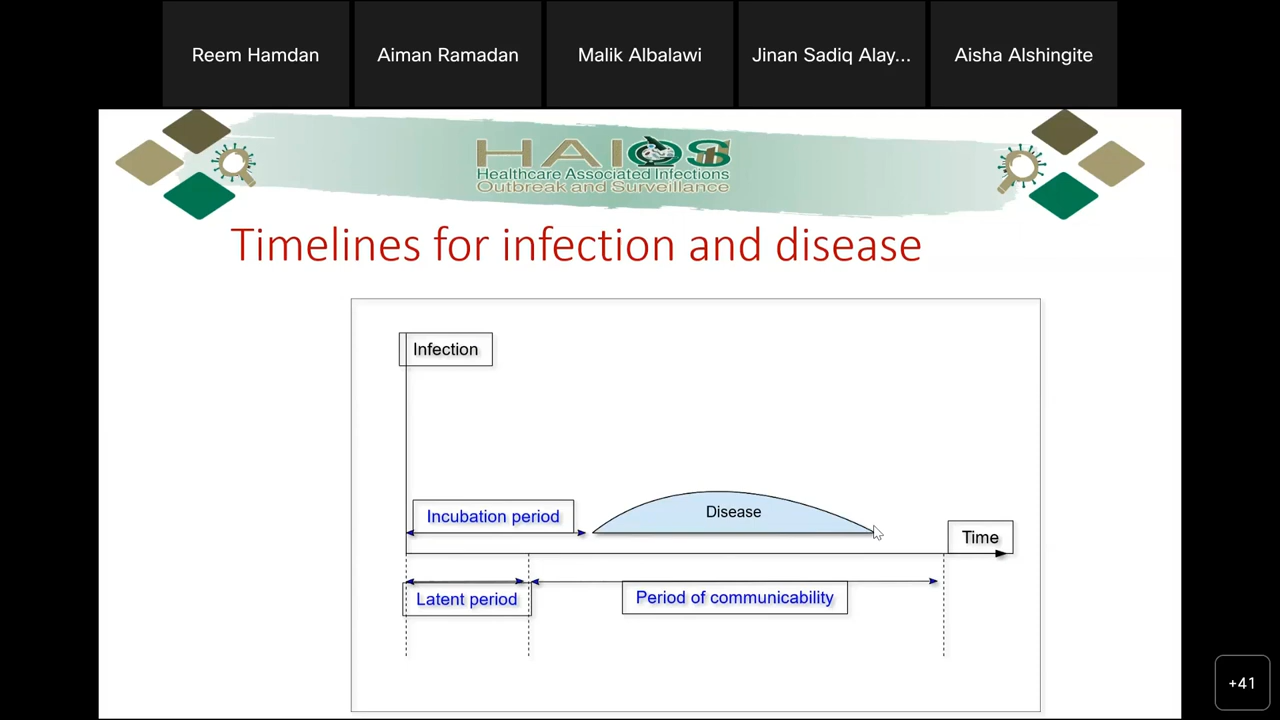 Reem Hamdan
Aiman Ramadan
Malik Albalawi
Jinan Sadiq Alay...
Aisha Alshingite
HAIOS
Healthcare Associated Infections
Outbreak and Surveillance
Timelines for infection and disease
Infection
Incubation period
Disease
Time
Latent period
Period of communicability
+41